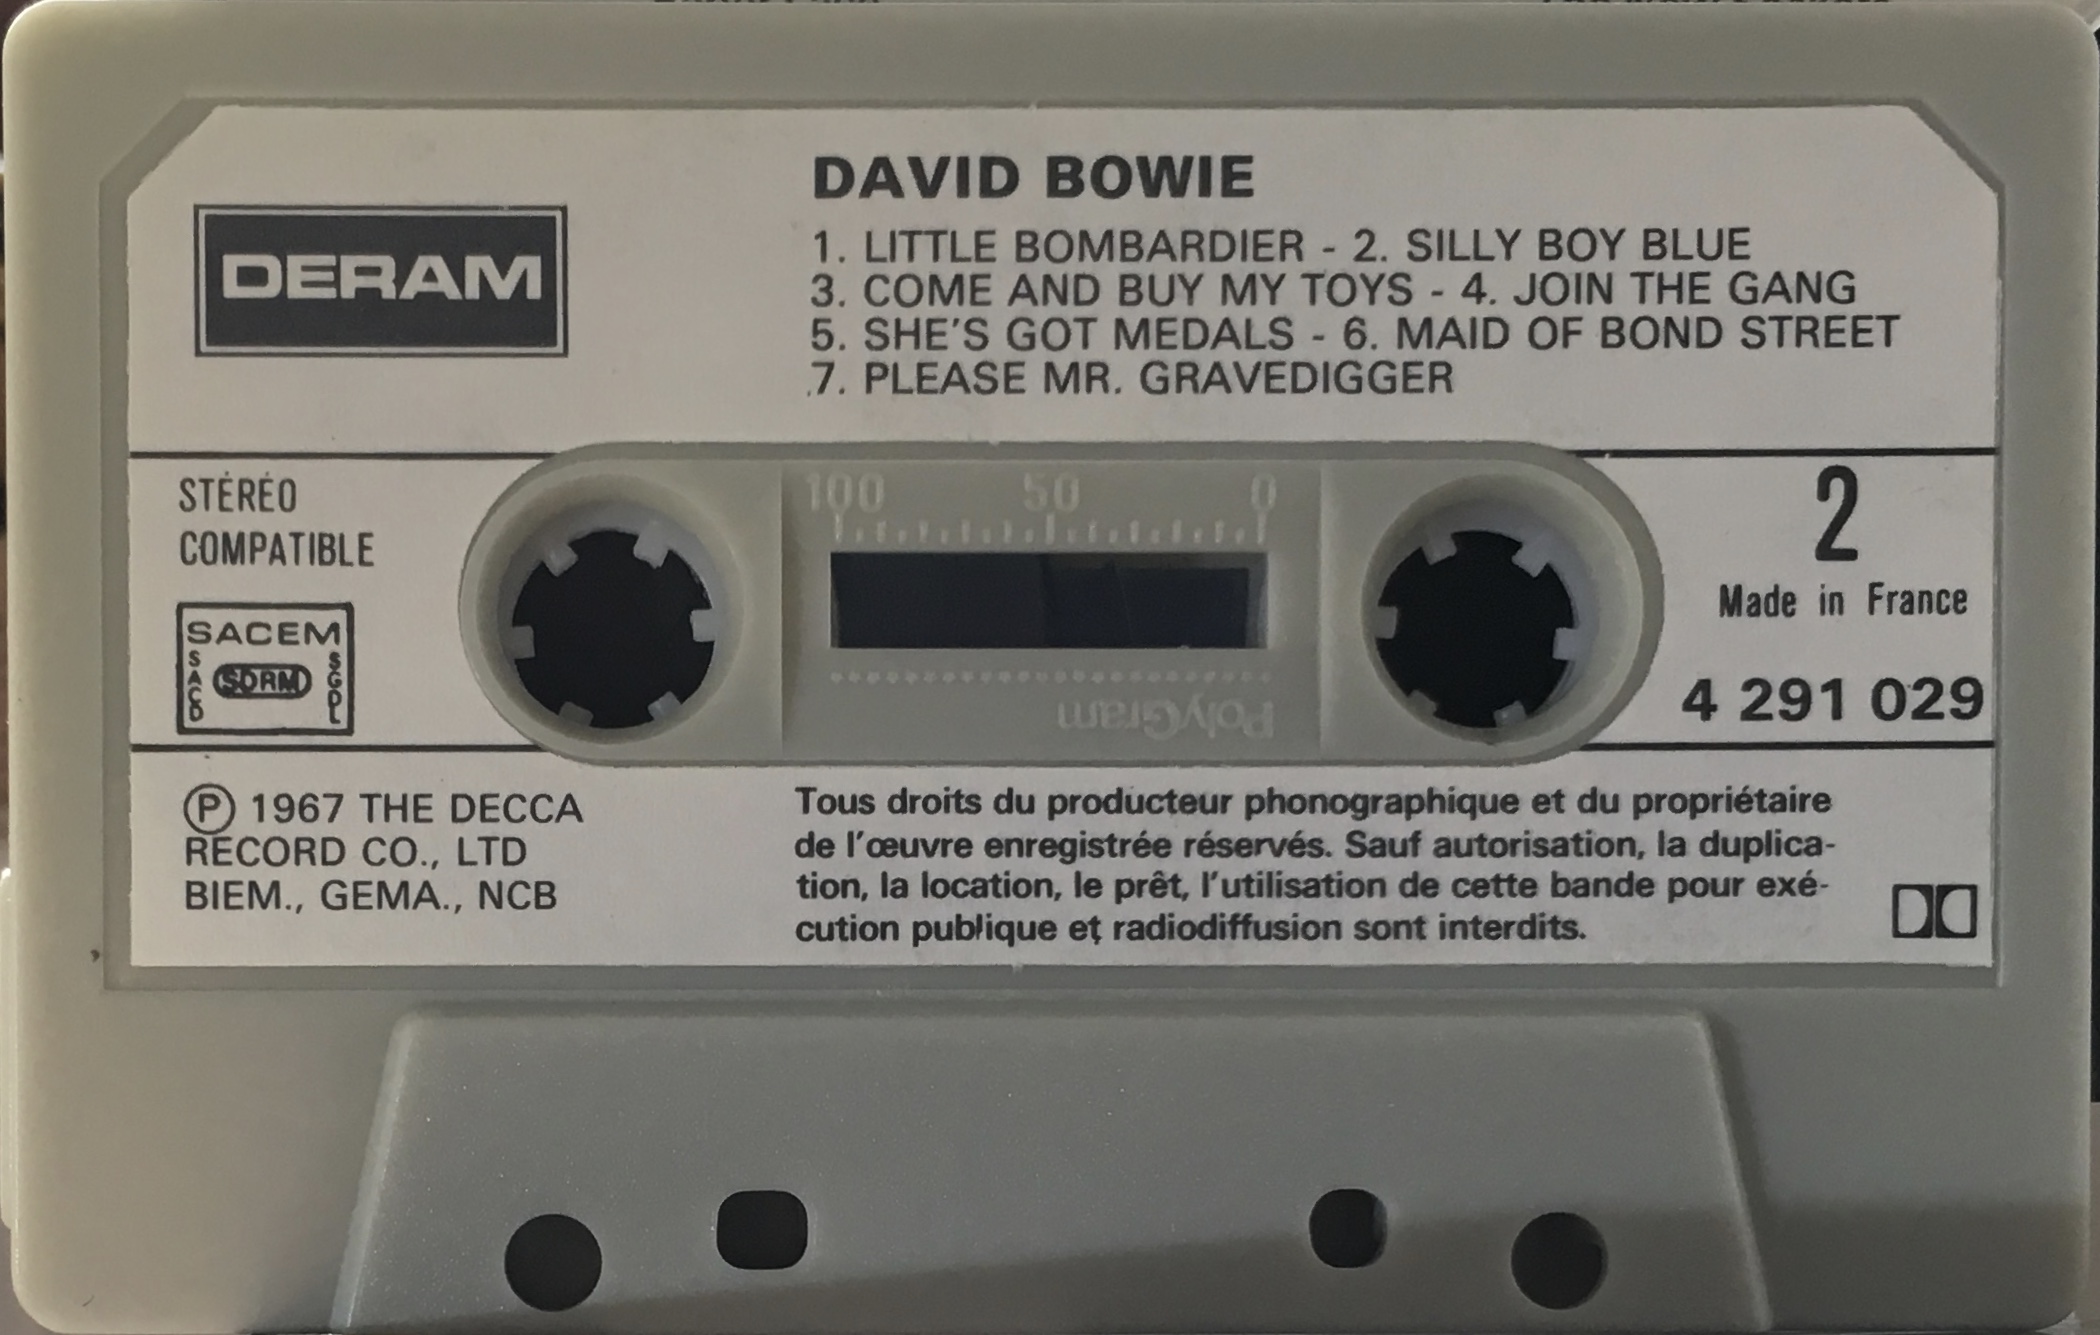 DAVID BOWIE
DERAM
1. LITTLE BOMBARDIER - 2. SILLY BOY BLUE
3. COME AND BUY MY TOYS - 4. JOIN THE GANG
5. SHE'S GOT MEDALS - 6. MAID OF BOND STREET
7. PLEASE MR. GRAVEDIGGER
STÉRÉO
COMPATIBLE
100 50 0
2
Made in France
SACEM
SACD
SDRM
SGDL
PolyGram
4 291 029
Ⓟ 1967 THE DECCA
RECORD CO., LTD
BIEM., GEMA., NCB
Tous droits du producteur phonographique et du propriétaire
de l'œuvre enregistrée réservés. Sauf autorisation, la duplica-
tion, la location, le prêt, l'utilisation de cette bande pour exé-
cution publique et radiodiffusion sont interdits.